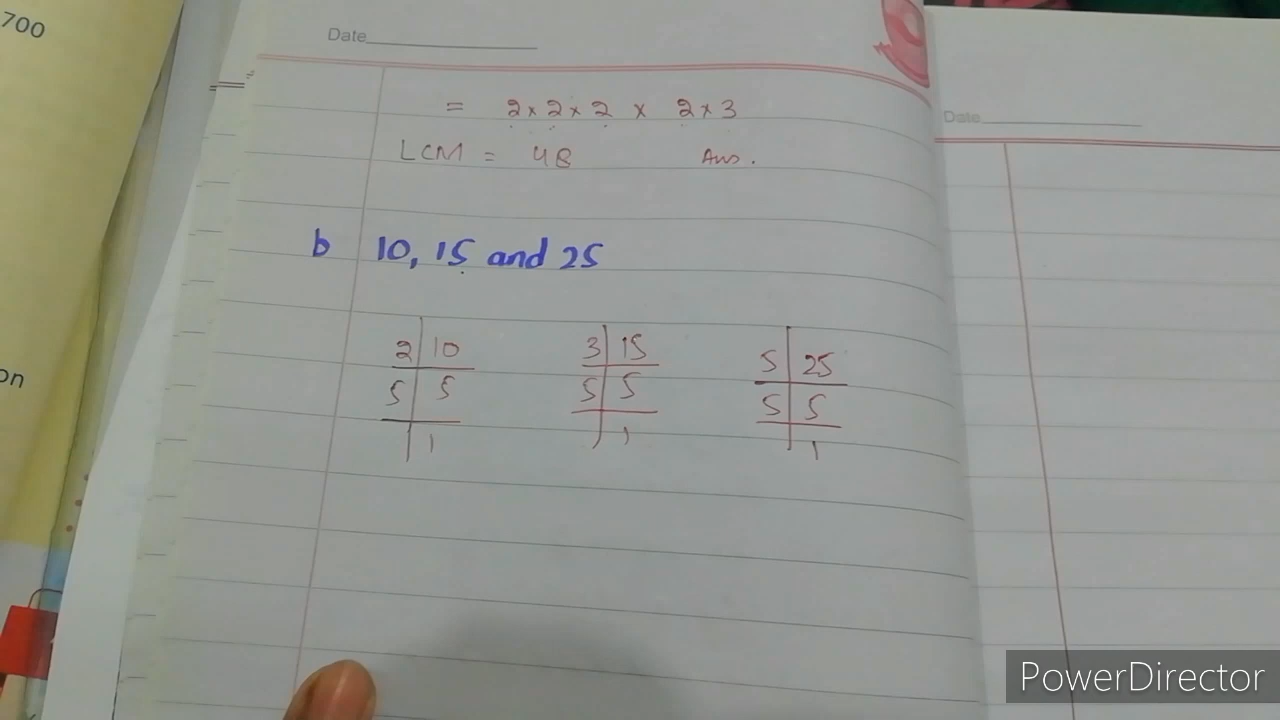 700
on
Date
= 2×2×2 × 2×3
LCM = 48 Ans.
b 10, 15 and 25
2 10
5 5
1
3 15
5 5
1
5 25
5 5
1
Date
PowerDirector